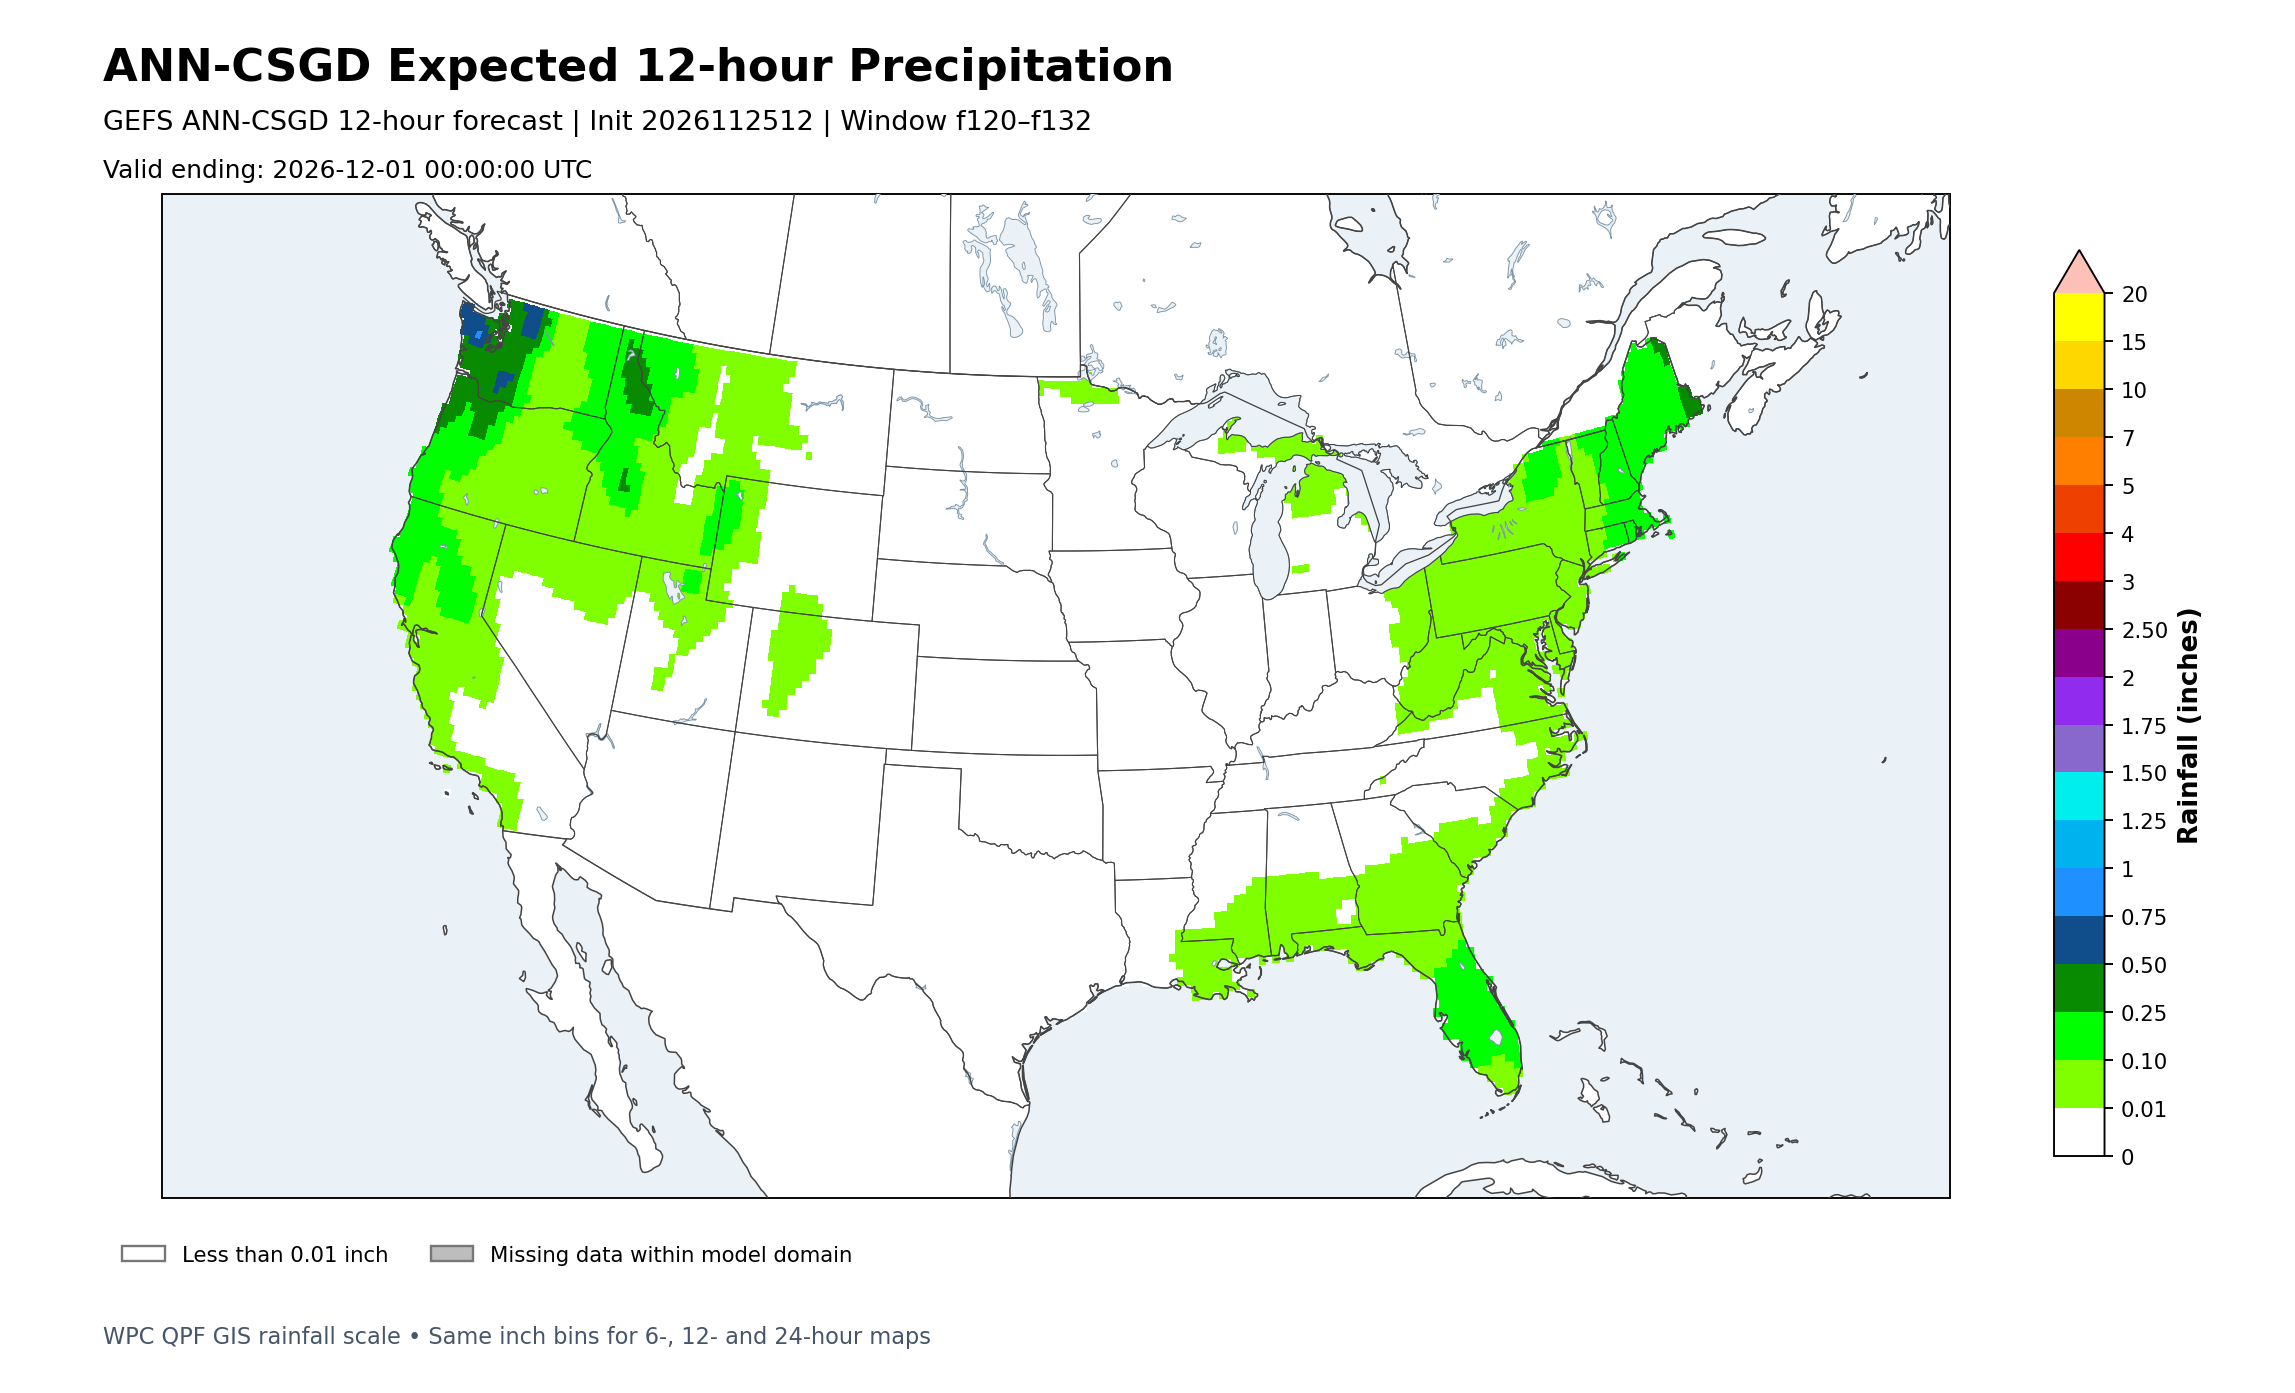 ANN-CSGD Expected 12-hour Precipitation
GEFS ANN-CSGD 12-hour forecast | Init 2026112512 | Window f120–f132
Valid ending: 2026-12-01 00:00:00 UTC
20
15
10
7
5
4
3
2.50
2
1.75
1.50
1.25
1
0.75
0.50
0.25
0.10
0.01
0
Rainfall (inches)
Less than 0.01 inch
Missing data within model domain
WPC QPF GIS rainfall scale • Same inch bins for 6-, 12- and 24-hour maps